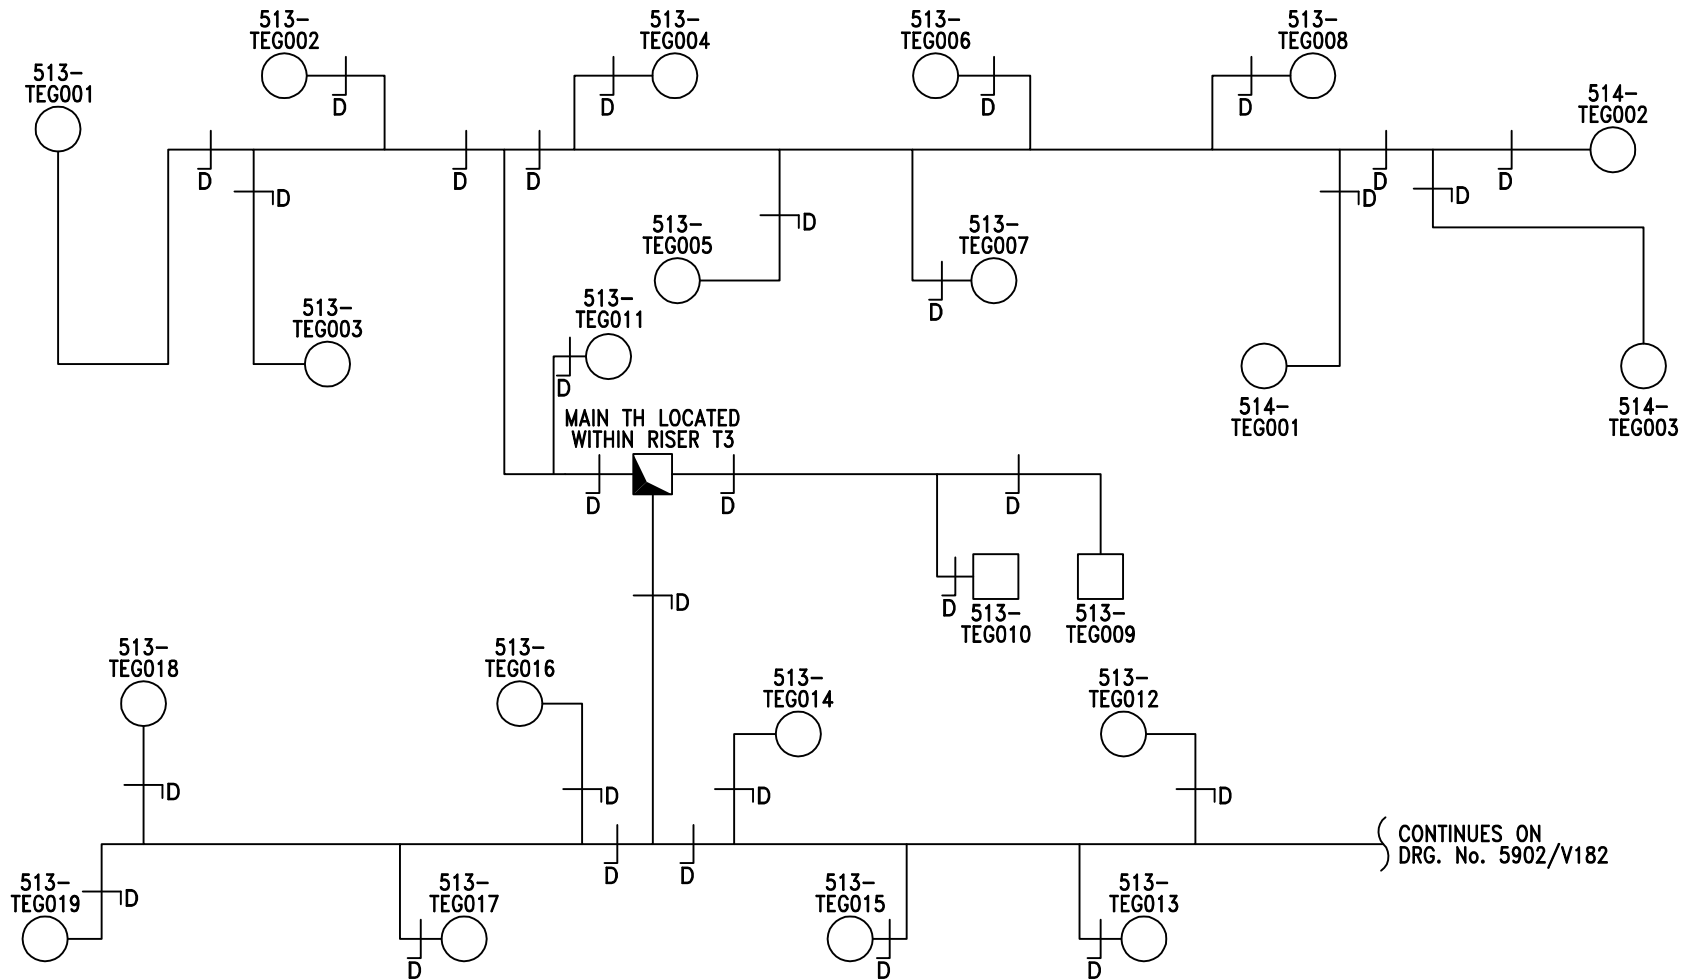 513-
TEG002
513-
TEG004
513-
TEG006
513-
TEG008
513-
TEG001
514-
TEG002
D
D
D
D
D
D
D
D
D
D
D
D
513-
TEG005
D
513-
TEG007
D
513-
TEG003
513-
TEG011
D
514-
TEG001
514-
TEG003
MAIN TH LOCATED
WITHIN RISER T3
D
D
D
D
D
513-
TEG010
513-
TEG009
513-
TEG018
513-
TEG016
513-
TEG014
513-
TEG012
D
D
D
D
CONTINUES ON
DRG. No. 5902/V182
D
D
513-
TEG019
D
513-
TEG017
D
513-
TEG015
D
513-
TEG013
D